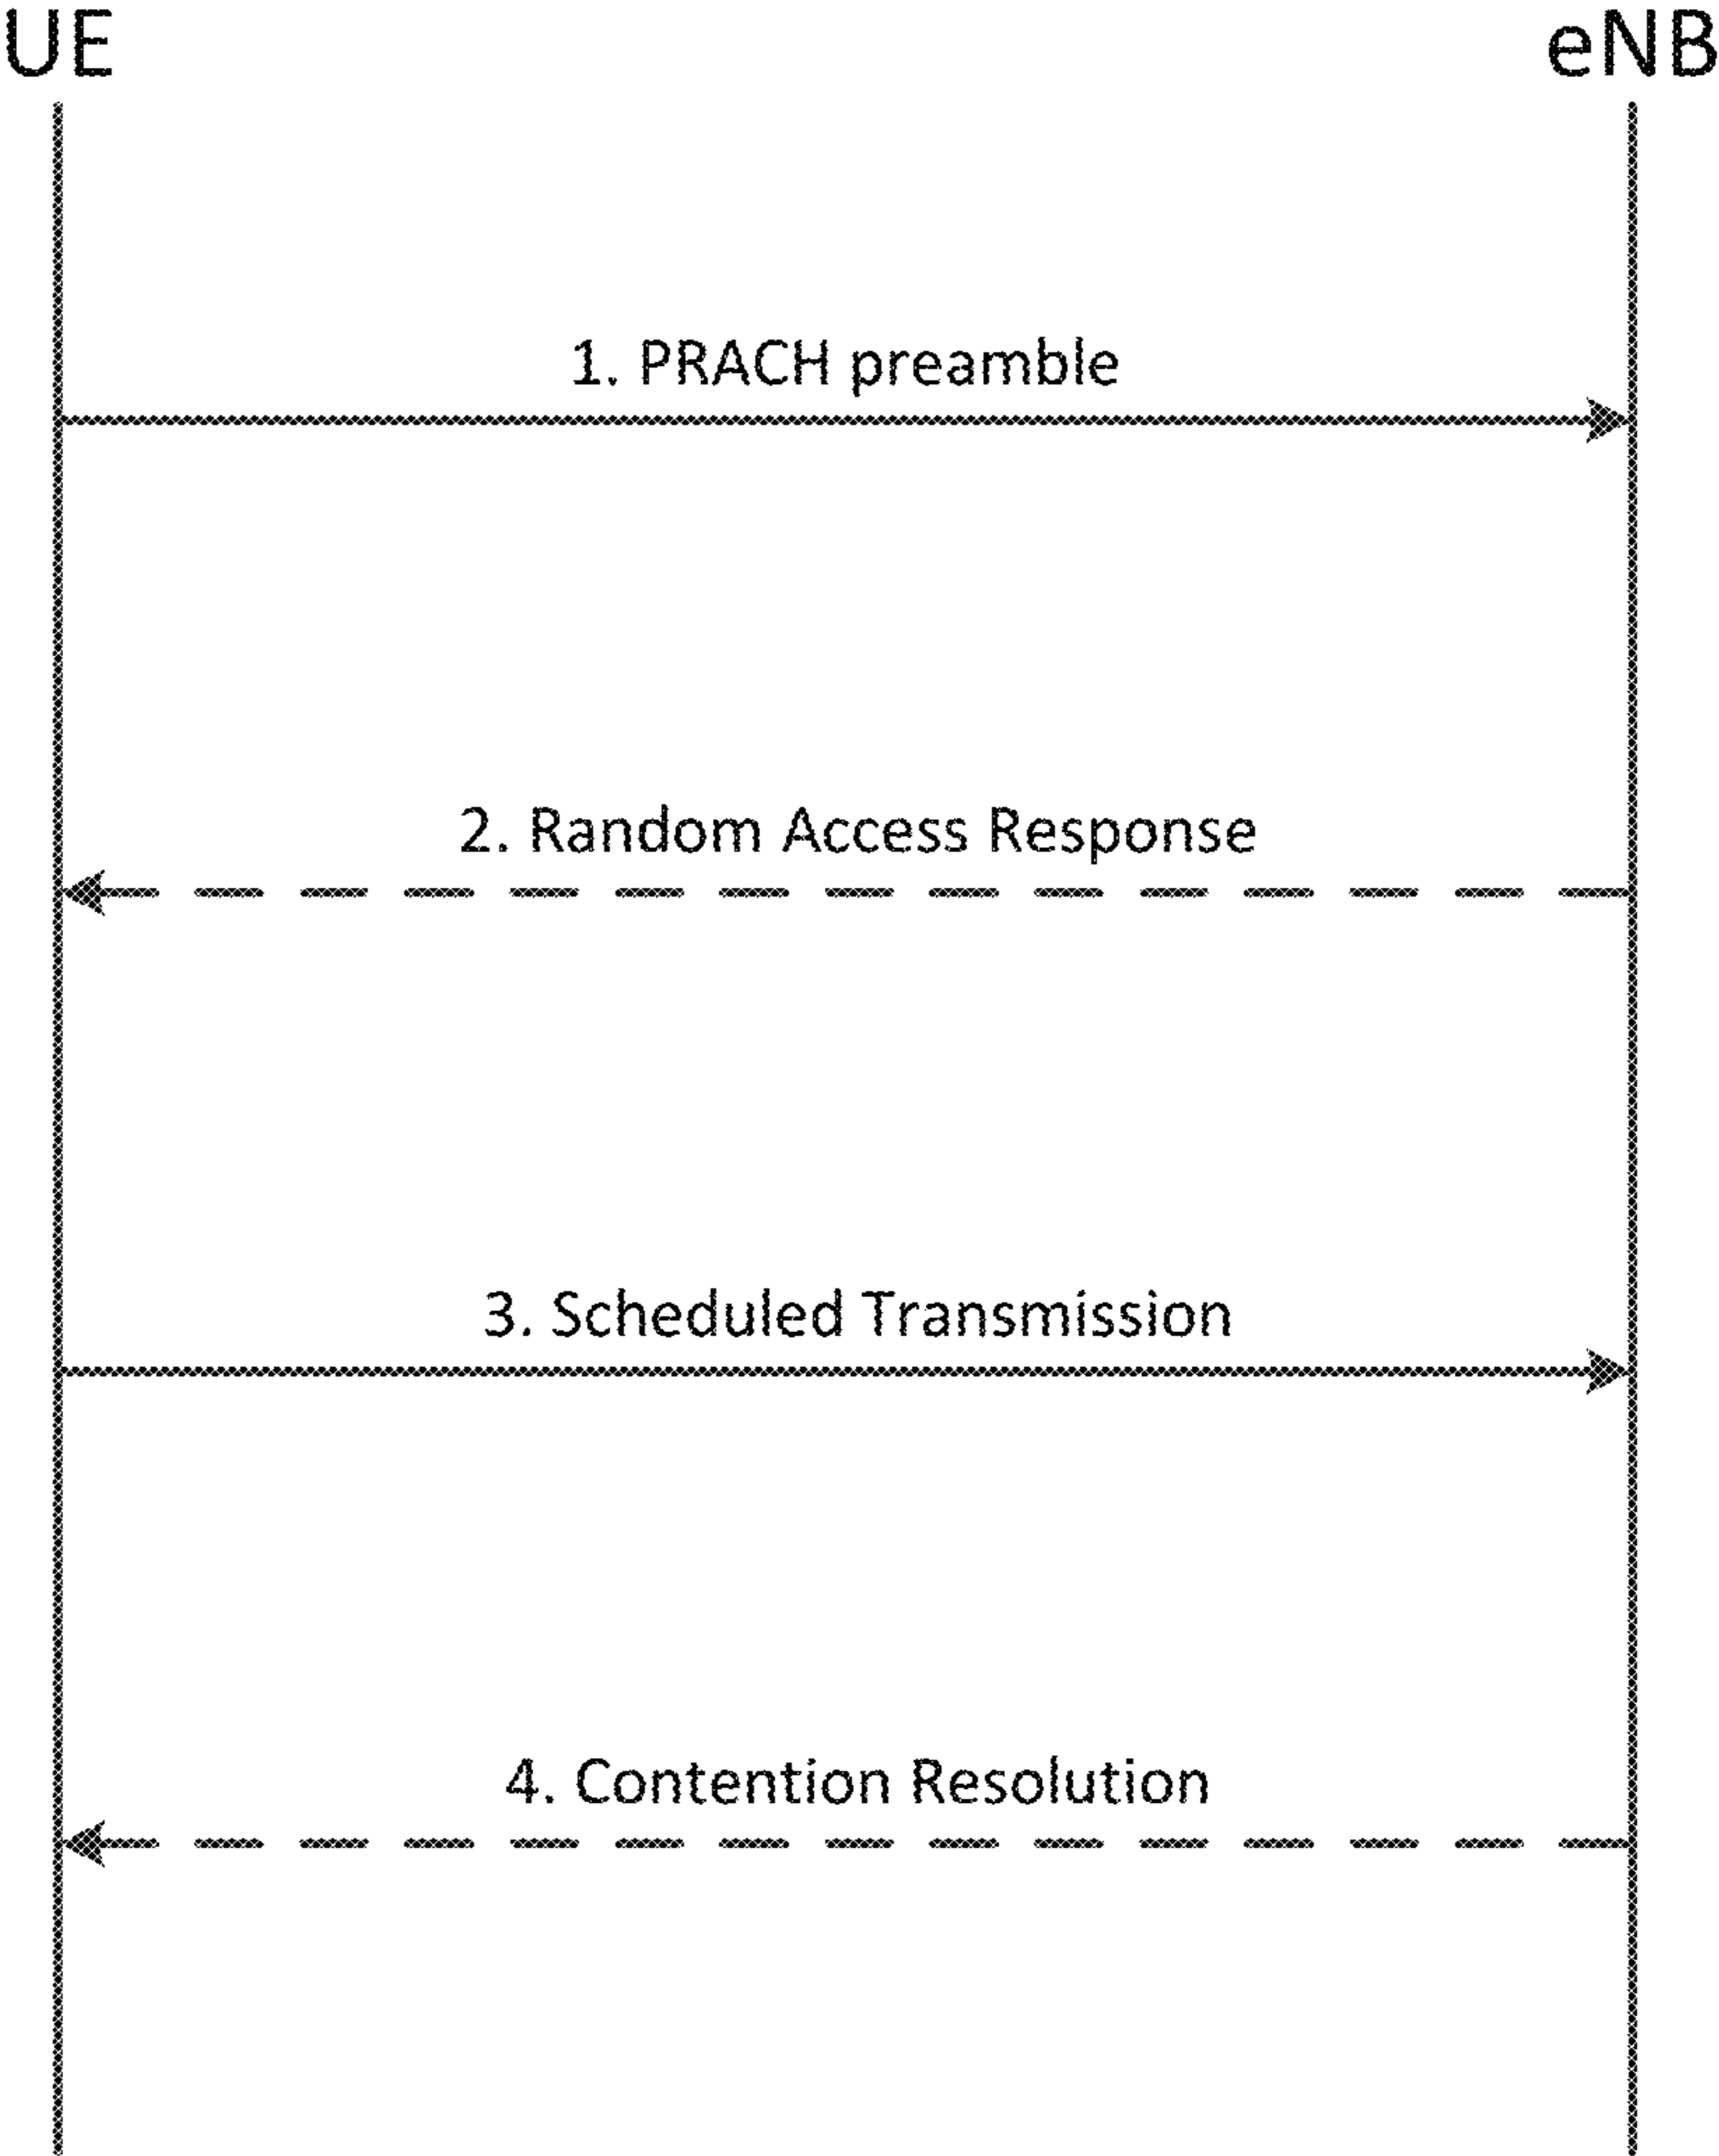 UE
eNB
1. PRACH preamble
2. Random Access Response
3. Scheduled Transmission
4. Contention Resolution